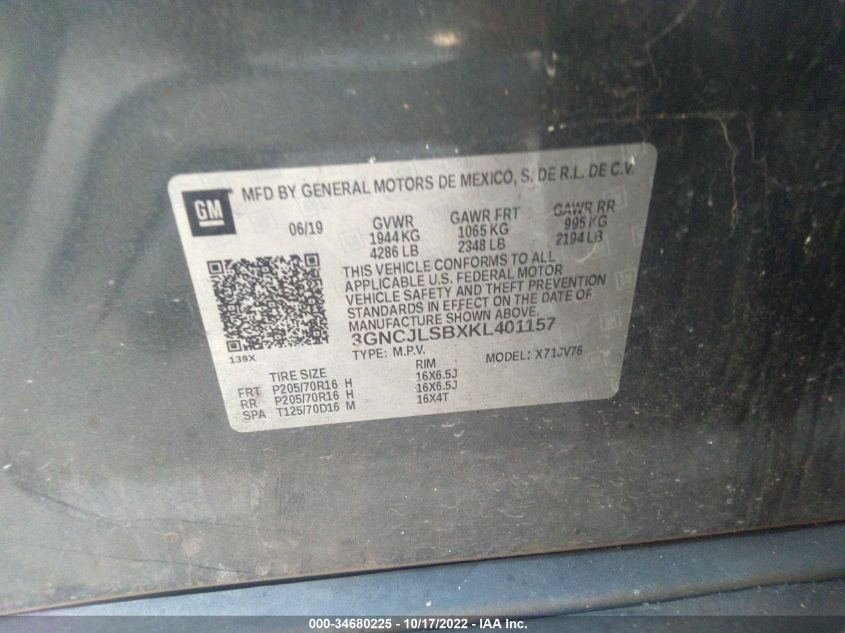 GM
MFD BY GENERAL MOTORS DE MEXICO, S. DE R.L. DE C.V.
06/19 GVWR GAWR FRT GAWR RR
1944 KG 1065 KG 995 KG
4286 LB 2348 LB 2194 LB
THIS VEHICLE CONFORMS TO ALL
APPLICABLE U.S. FEDERAL MOTOR
VEHICLE SAFETY AND THEFT PREVENTION
STANDARDS IN EFFECT ON THE DATE OF
MANUFACTURE SHOWN ABOVE.
3GNCJLSBXKL401157
139X
TYPE: M.P.V. MODEL: X71JV76
TIRE SIZE RIM
FRT P205/70R16 H 16X6.5J
RR P205/70R16 H 16X6.5J
SPA T125/70D16 M 16X4T
000-34680225 - 10/17/2022 - IAA Inc.